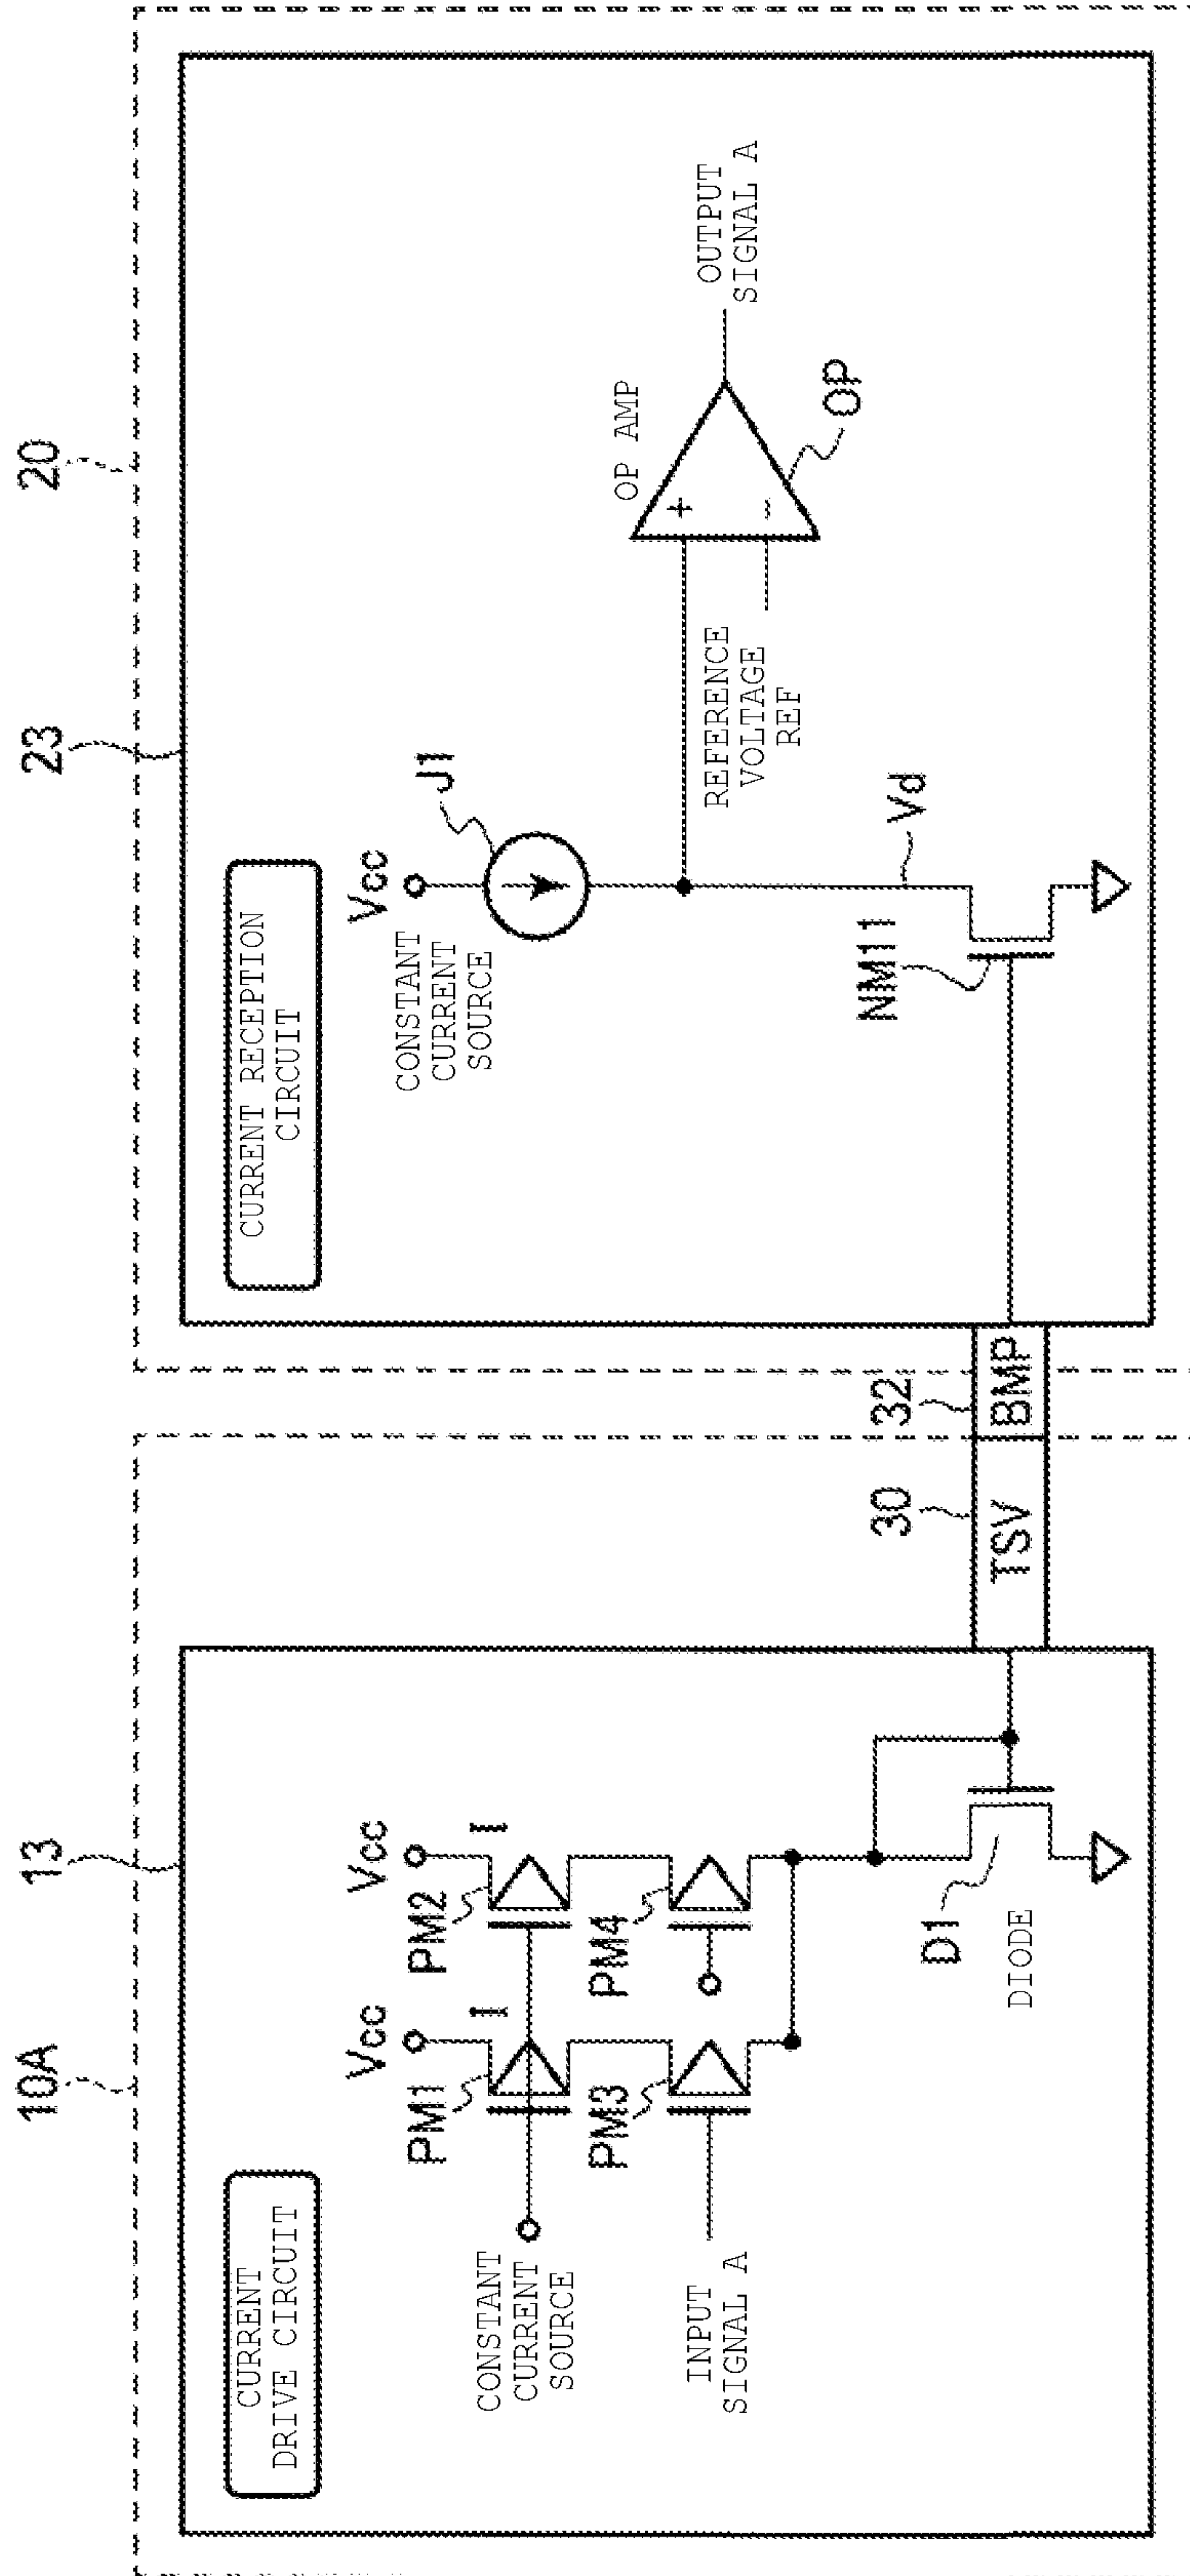 10A
13
23
20
CURRENT
DRIVE CIRCUIT
Vcc
Vcc
I
I
PM1
PM2
CONSTANT
CURRENT
SOURCE
PM3
PM4
INPUT
SIGNAL A
D1
DIODE
30
TSV
32
BMP
CURRENT RECEPTION
CIRCUIT
Vcc
J1
CONSTANT
CURRENT
SOURCE
OP AMP
+
-
OP
OUTPUT
SIGNAL A
REFERENCE
VOLTAGE
REF
Vd
NM11